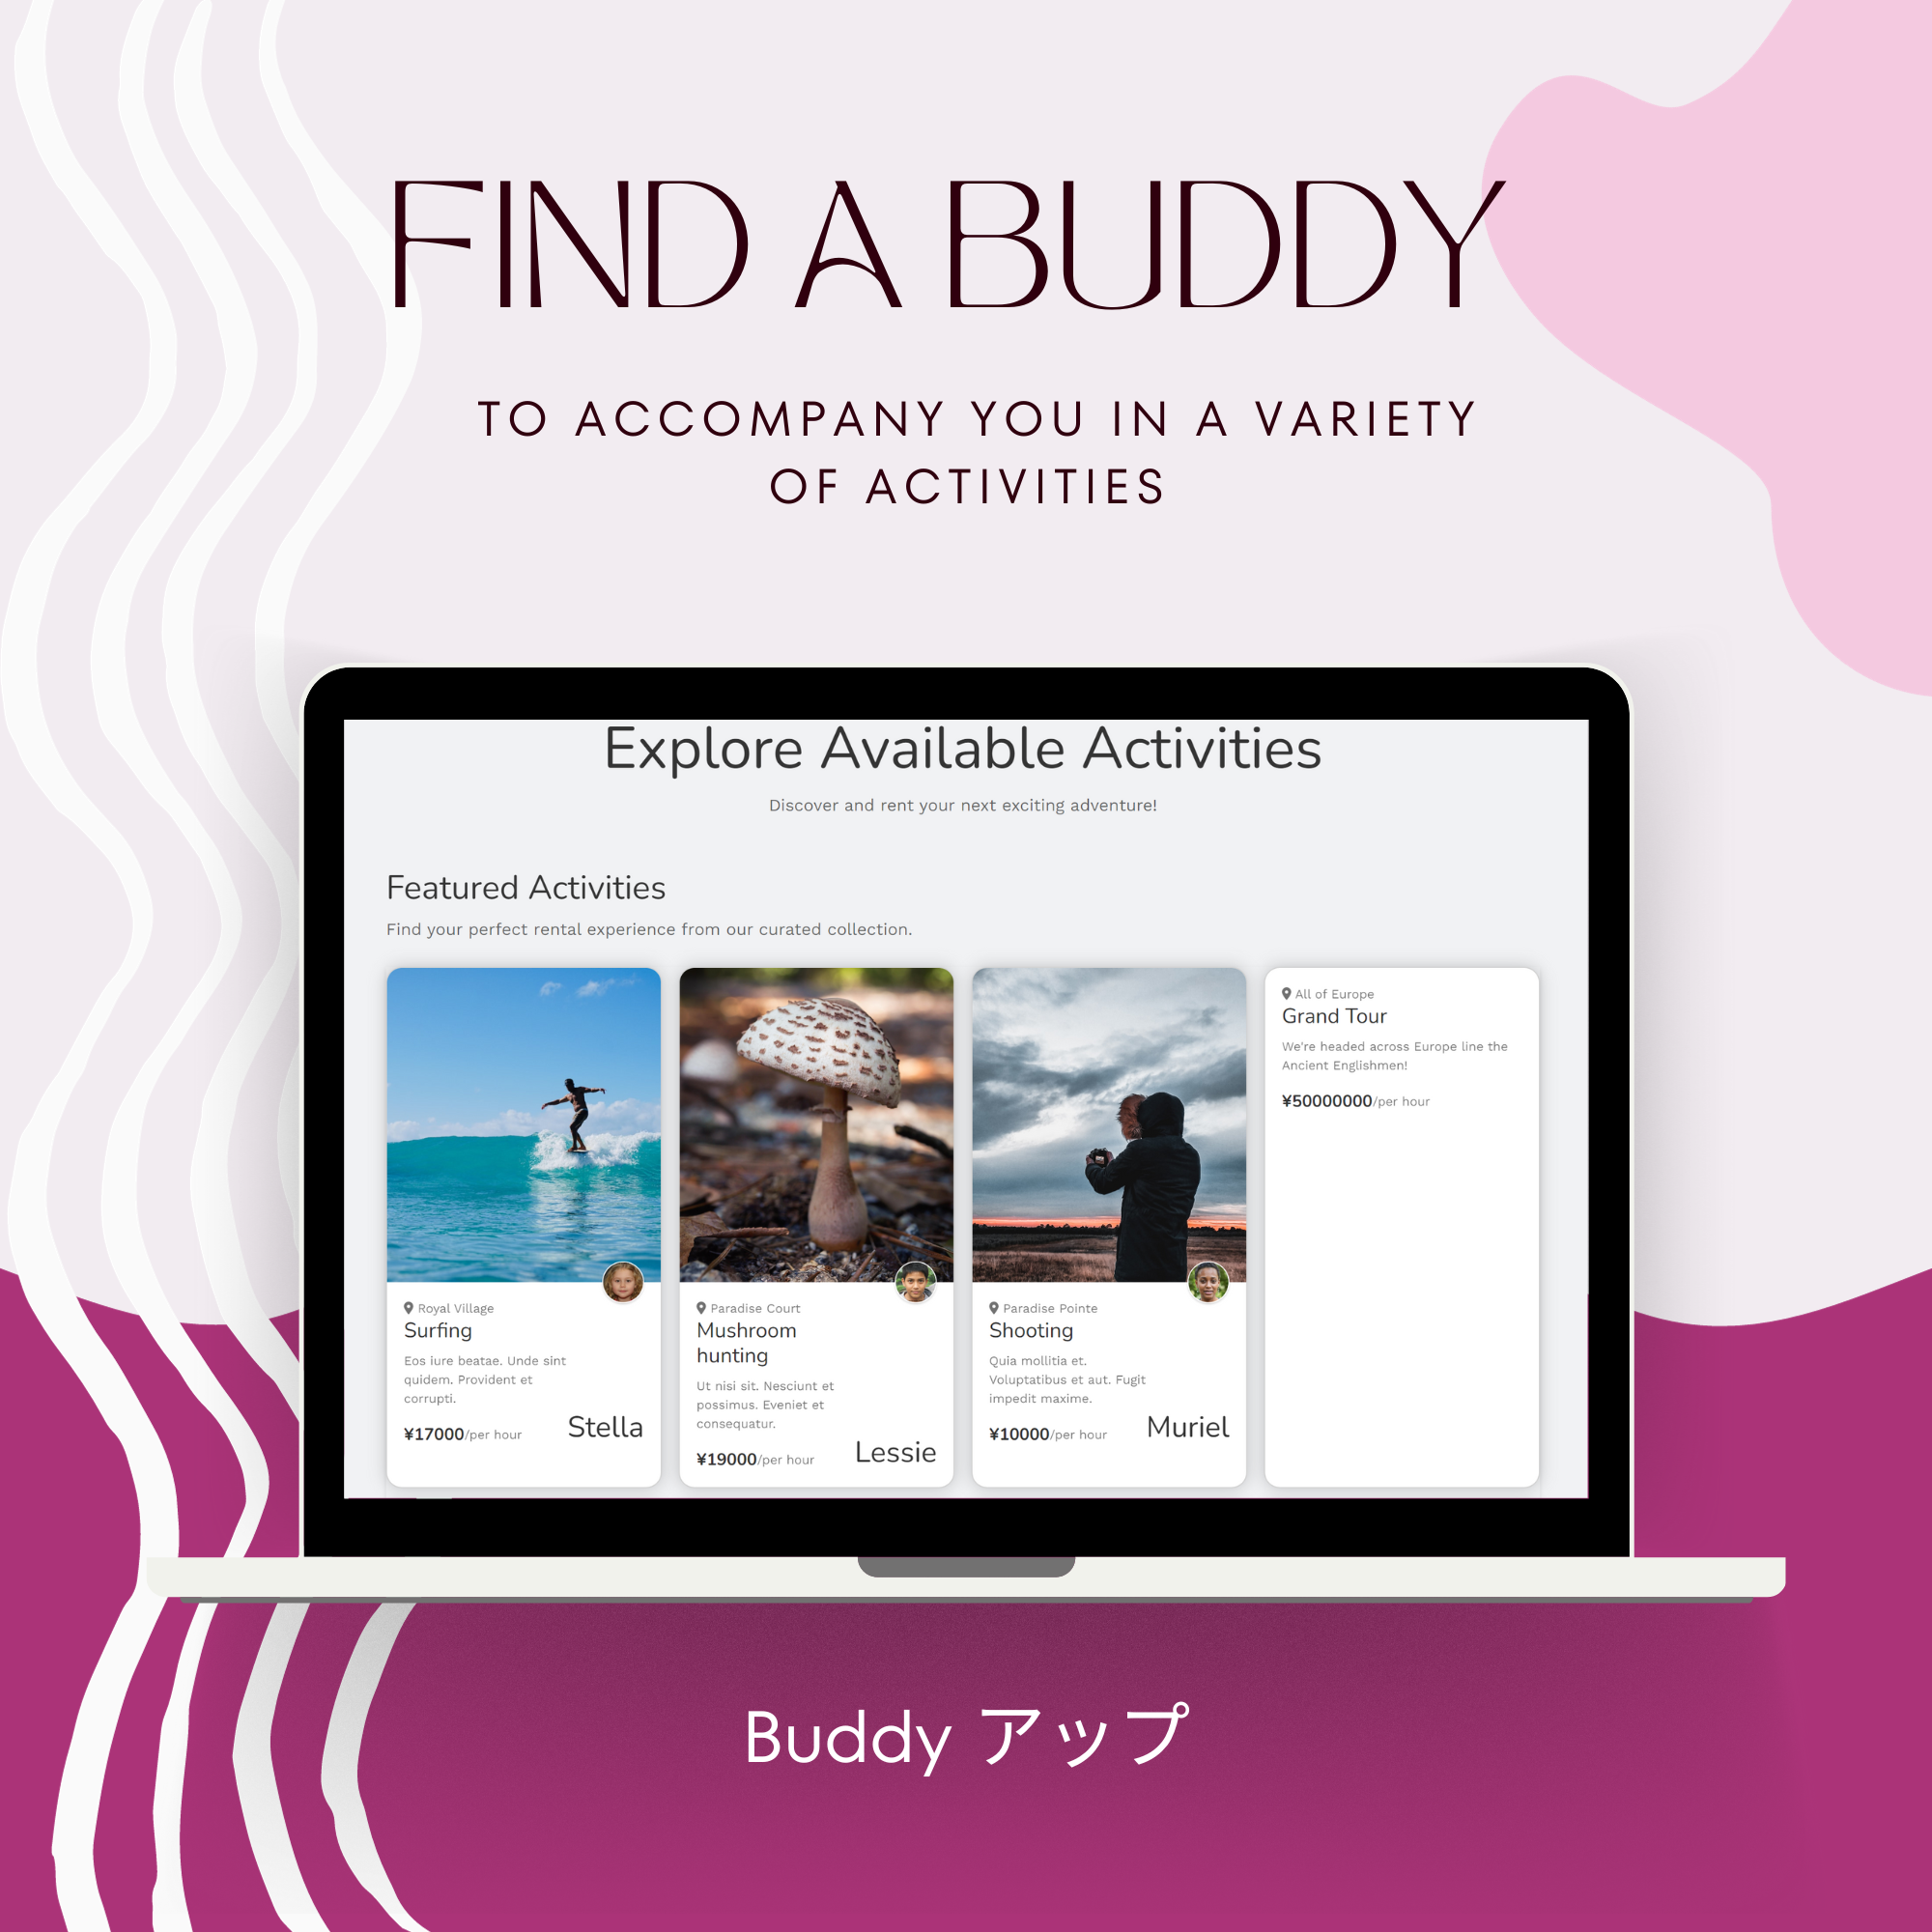 FIND A BUDDY
TO ACCOMPANY YOU IN A VARIETY
OF ACTIVITIES
Explore Available Activities
Discover and rent your next exciting adventure!
Featured Activities
Find your perfect rental experience from our curated collection.
Royal Village
Surfing
Eos iure beatae. Unde sint
quidem. Provident et
corrupti.
¥17000/per hour
Stella
Paradise Court
Mushroom
hunting
Ut nisi sit. Nesciunt et
possimus. Eveniet et
consequatur.
¥19000/per hour
Lessie
Paradise Pointe
Shooting
Quia mollitia et.
Voluptatibus et aut. Fugit
impedit maxime.
¥10000/per hour
Muriel
All of Europe
Grand Tour
We're headed across Europe line the
Ancient Englishmen!
¥50000000/per hour
Buddy アップ